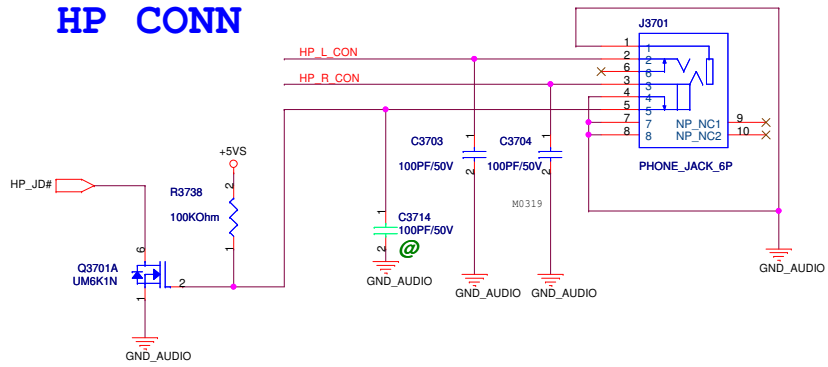 HP CONN
J3701
1
1
HP_L_CON
2
2
6
6
HP_R_CON
3
3
4
4
5
5
7
7
NP_NC1
9
8
8
NP_NC2
10
PHONE_JACK_6P
1
C3703
1
C3704
100PF/50V
100PF/50V
2
2
M0319
+5VS
HP_JD#
R3738
2
100KOhm
1
1
C3714
100PF/50V
2
@
Q3701A
UM6K1N
6
2
1
GND_AUDIO
GND_AUDIO
GND_AUDIO
GND_AUDIO
GND_AUDIO